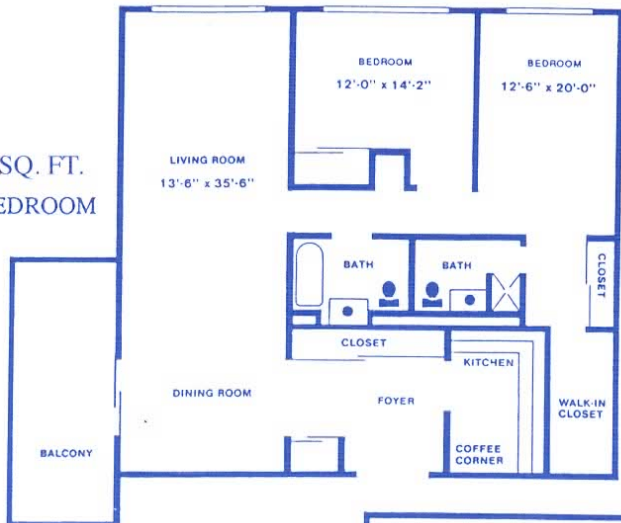 BEDROOM
12'-0" x 14'-2"
BEDROOM
12'-6" x 20'-0"
SQ. FT.
EDROOM
LIVING ROOM
13'-6" x 35'-6"
BATH
BATH
CLOSET
CLOSET
KITCHEN
DINING ROOM
FOYER
WALK-IN
CLOSET
BALCONY
COFFEE
CORNER